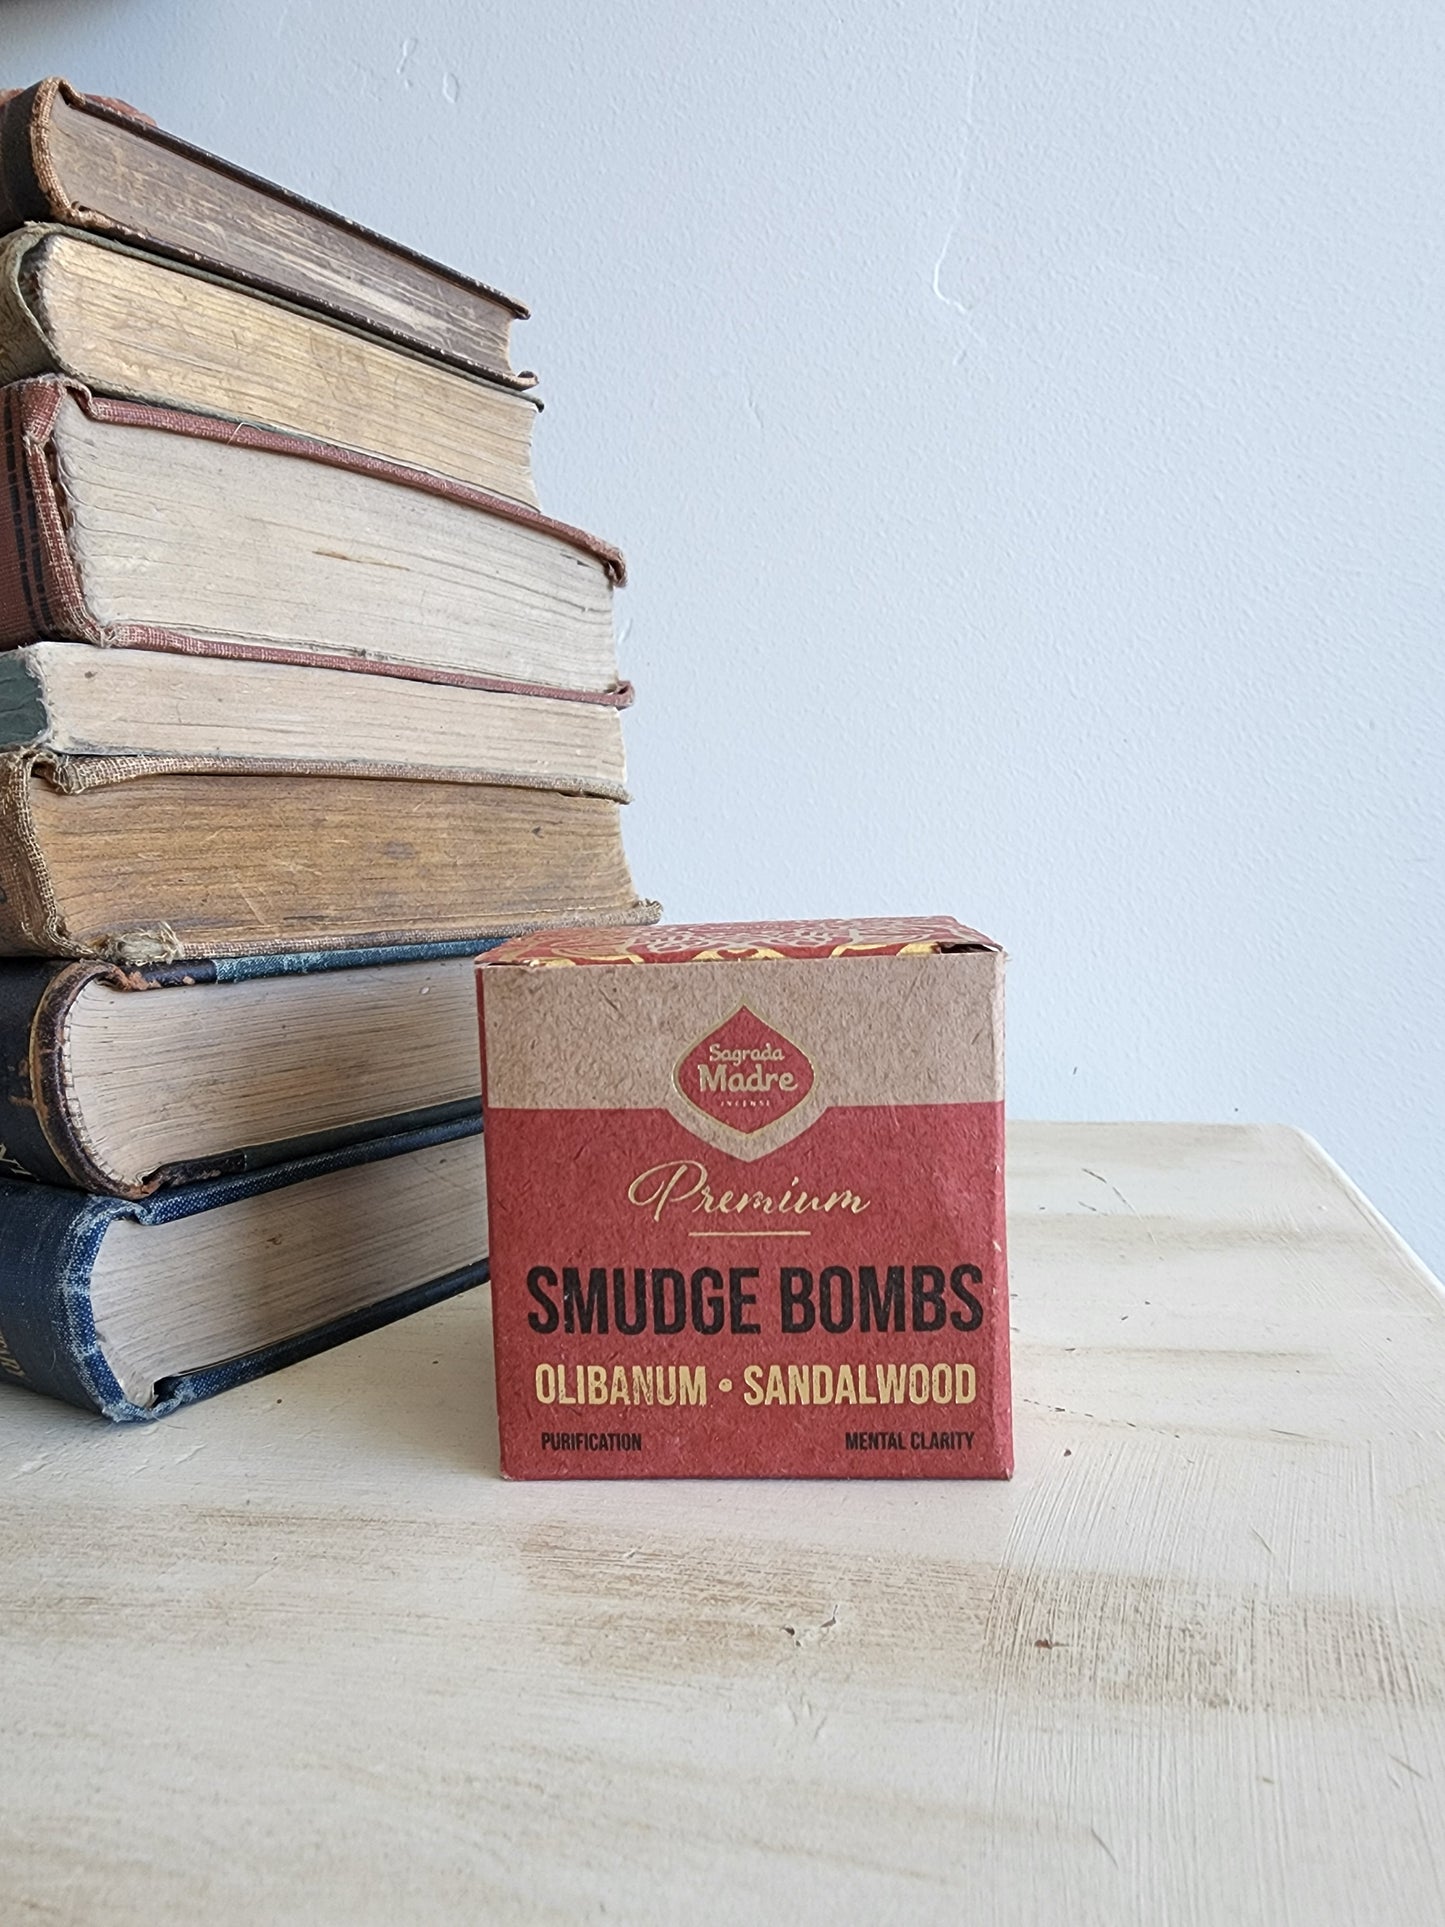 Sagrada
Madre
INCENSE
Premium
SMUDGE BOMBS
OLIBANUM • SANDALWOOD
PURIFICATION MENTAL CLARITY